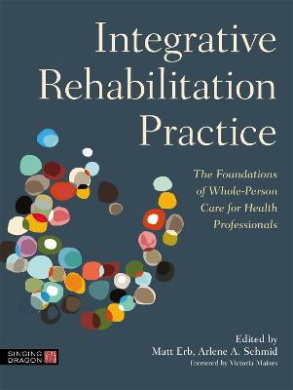 Integrative
Rehabilitation
Practice
The Foundations
of Whole-Person
Care for Health
Professionals
Edited by
Matt Erb, Arlene A. Schmid
Foreword by Victoria Maizes
SINGING
DRAGON